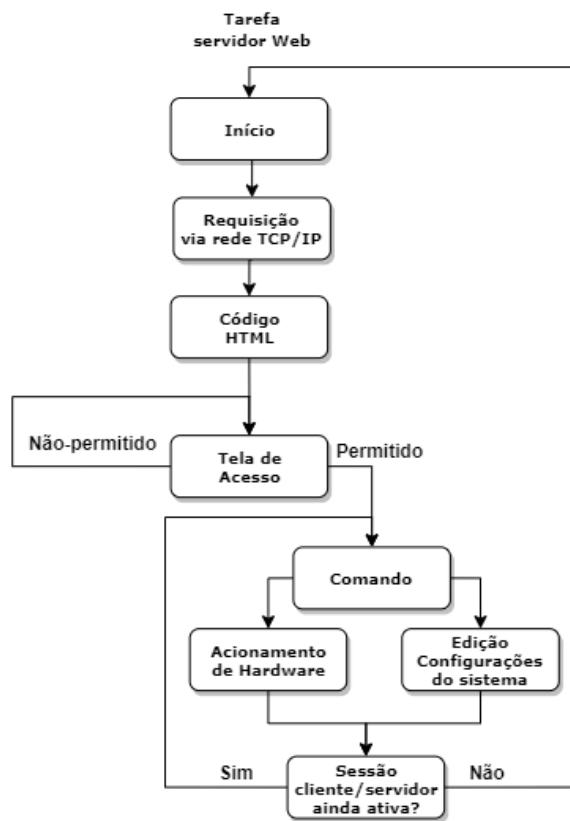 Tarefa
servidor Web
Início
Requisição
via rede TCP/IP
Código
HTML
Não-permitido
Permitido
Tela de
Acesso
Comando
Acionamento
de Hardware
Edição
Configurações
do sistema
Sim
Sessão
cliente/servidor
ainda ativa?
Não